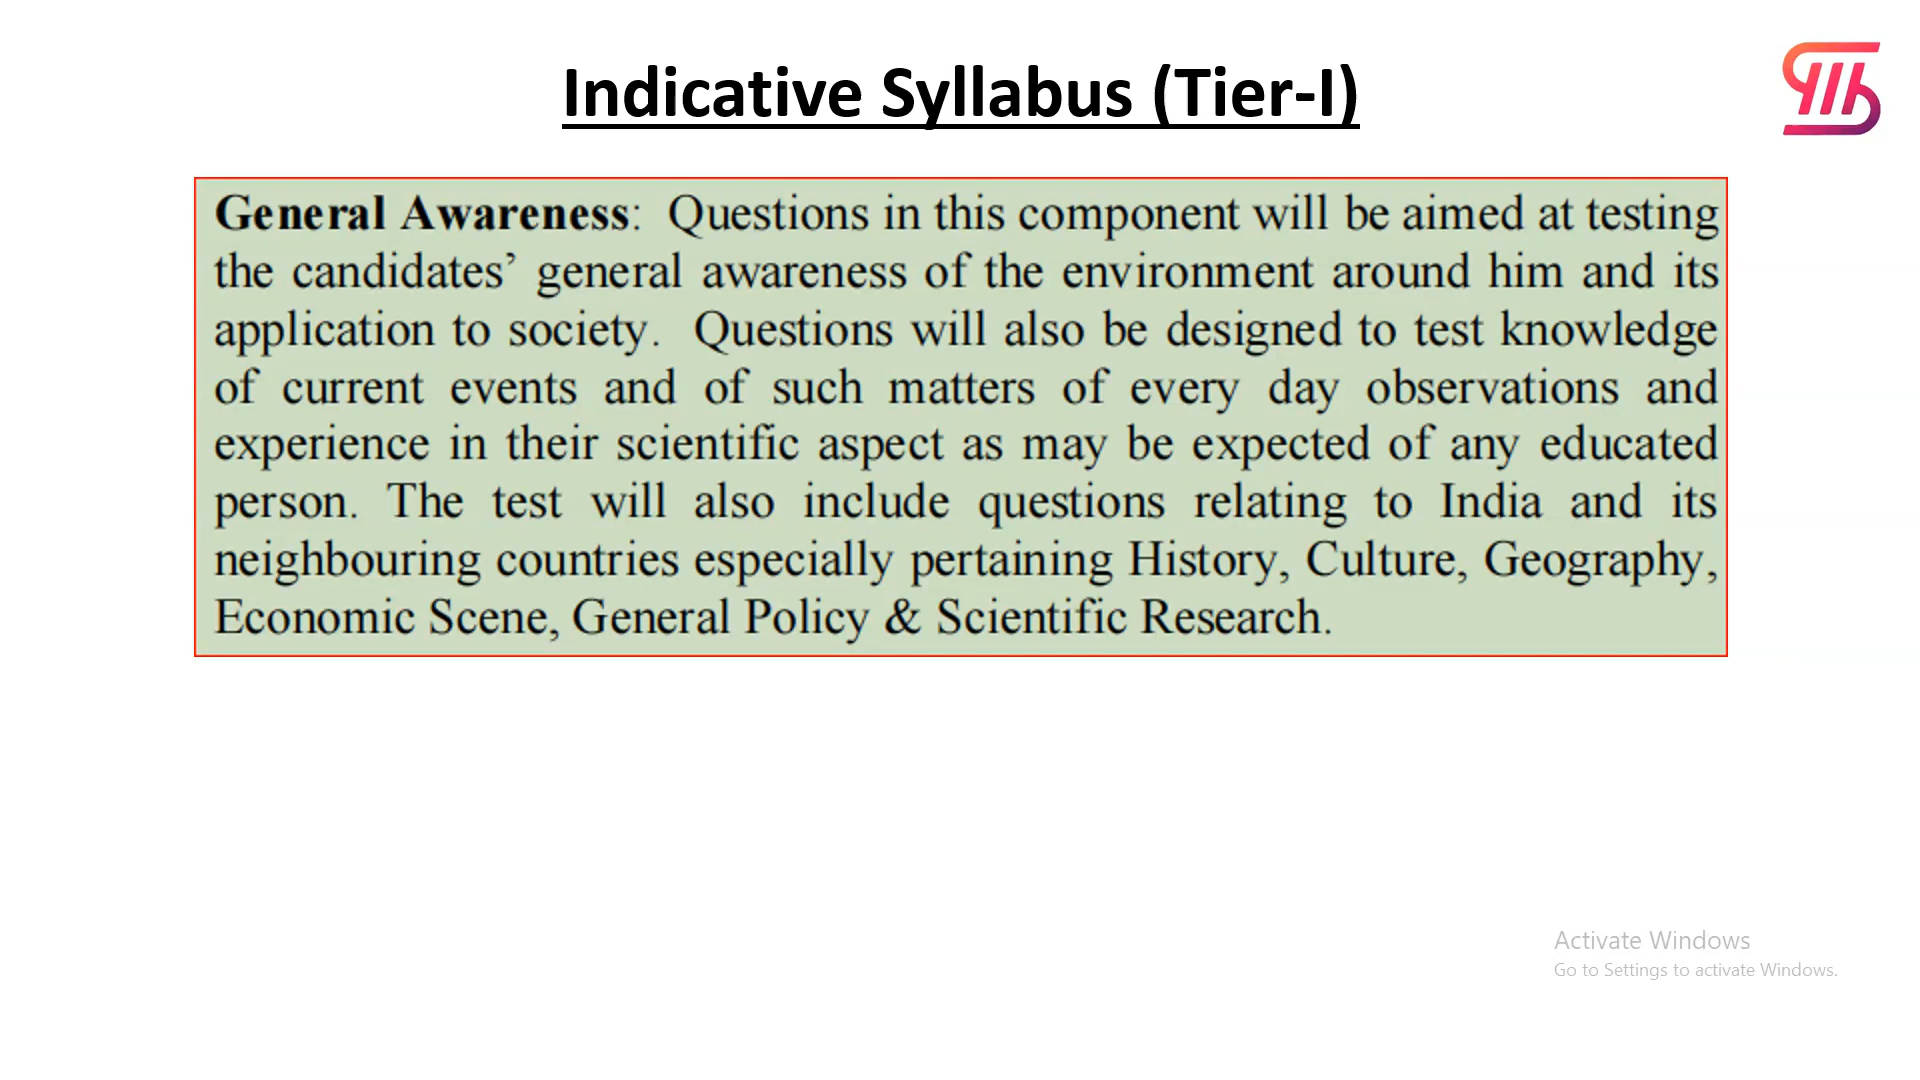 Indicative Syllabus (Tier-I)
General Awareness: Questions in this component will be aimed at testing
the candidates’ general awareness of the environment around him and its
application to society. Questions will also be designed to test knowledge
of current events and of such matters of every day observations and
experience in their scientific aspect as may be expected of any educated
person. The test will also include questions relating to India and its
neighbouring countries especially pertaining History, Culture, Geography,
Economic Scene, General Policy & Scientific Research.
Activate Windows
Go to Settings to activate Windows.